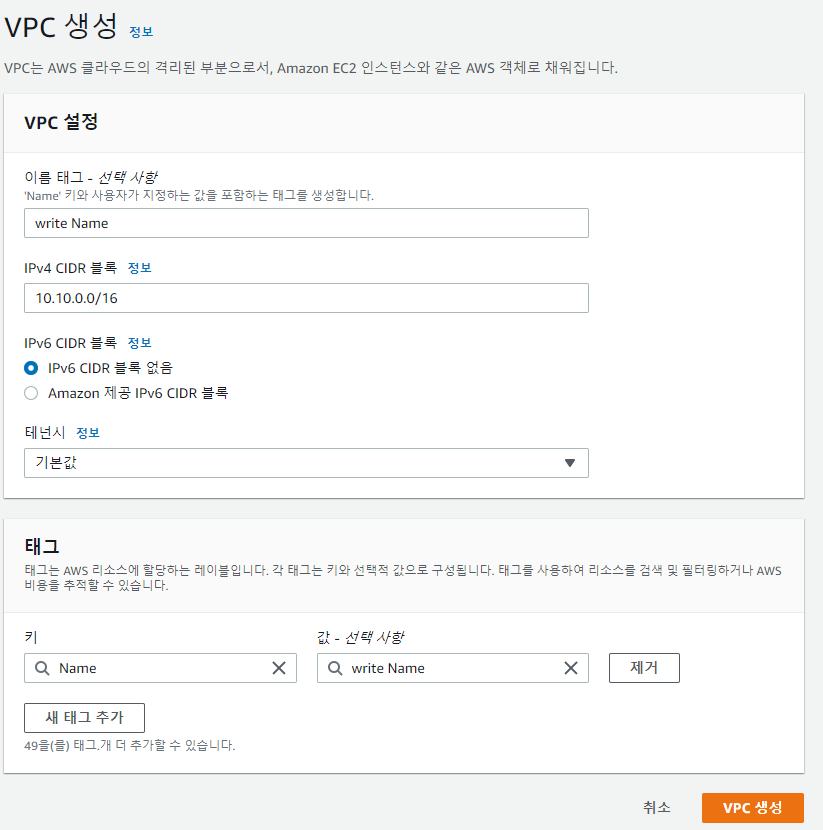 VPC 생성 정보
VPC는 AWS 클라우드의 격리된 부분으로서, Amazon EC2 인스턴스와 같은 AWS 객체로 채워집니다.
VPC 설정
이름 태그 - 선택 사항
'Name' 키와 사용자가 지정하는 값을 포함하는 태그를 생성합니다.
write Name
IPv4 CIDR 블록 정보
10.10.0.0/16
IPv6 CIDR 블록 정보
IPv6 CIDR 블록 없음
Amazon 제공 IPv6 CIDR 블록
테넌시 정보
기본값
태그
태그는 AWS 리소스에 할당하는 레이블입니다. 각 태그는 키와 선택적 값으로 구성됩니다. 태그를 사용하여 리소스를 검색 및 필터링하거나 AWS
비용을 추적할 수 있습니다.
키 값 - 선택 사항
Name write Name 제거
새 태그 추가
49을(를) 태그.개 더 추가할 수 있습니다.
취소 VPC 생성